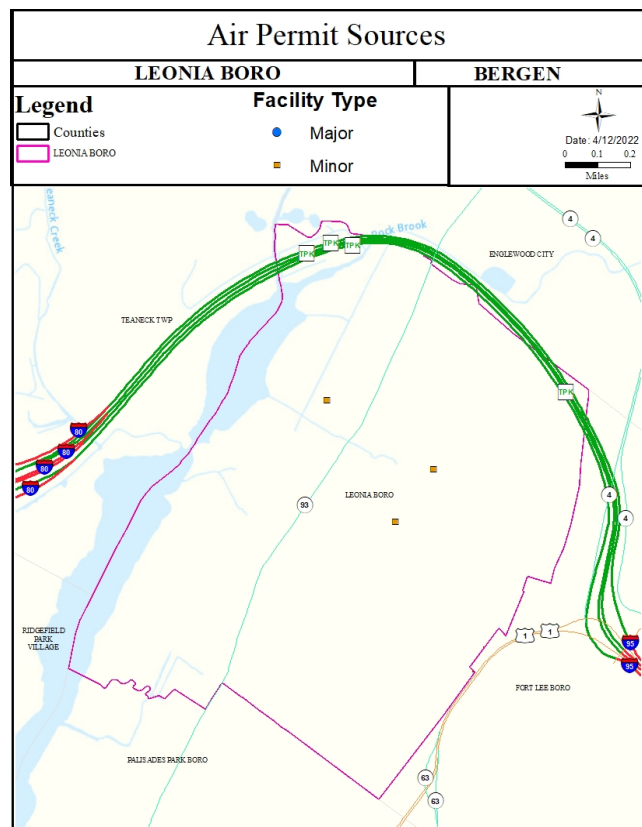 Air Permit Sources
LEONIA BORO
BERGEN
Legend
Counties
LEONIA BORO
Facility Type
Major
Minor
N
Date: 4/12/2022
0 0.1 0.2
Miles
eaneck
Creek
TPK
TPK
TPK
ock Brook
4
4
ENGLEWOOD CITY
TEANECK TWP
TPK
80
80
80
80
LEONIA BORO
93
4
4
RIDGEFIELD
PARK
VILLAGE
1
1
95
95
FORT LEE BORO
PALISADES PARK BORO
63
63